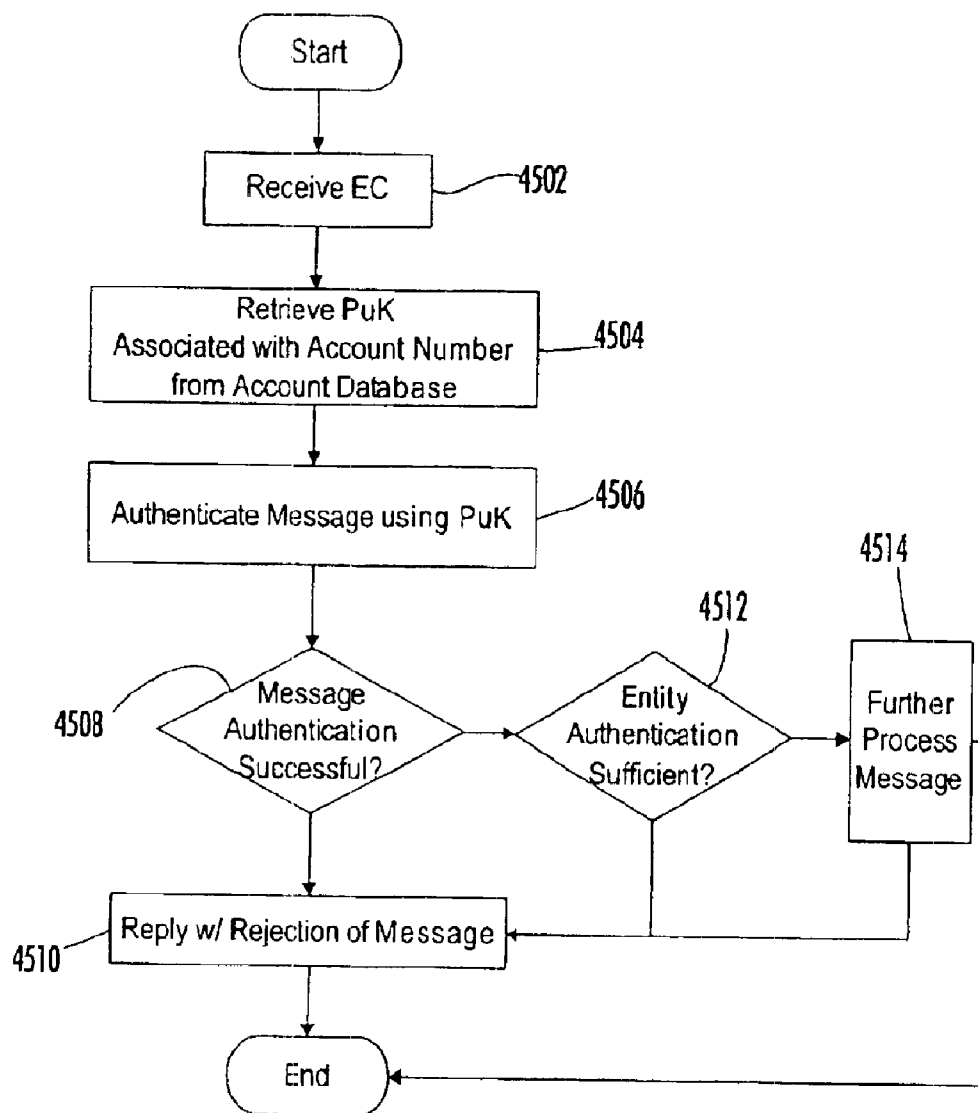 Start
Receive EC
4502
Retrieve PuK
Associated with Account Number
from Account Database
4504
Authenticate Message using PuK
4506
4514
4512
4508
Message
Authentication
Successful?
Entity
Authentication
Sufficient?
Further
Process
Message
Reply w/ Rejection of Message
4510
End